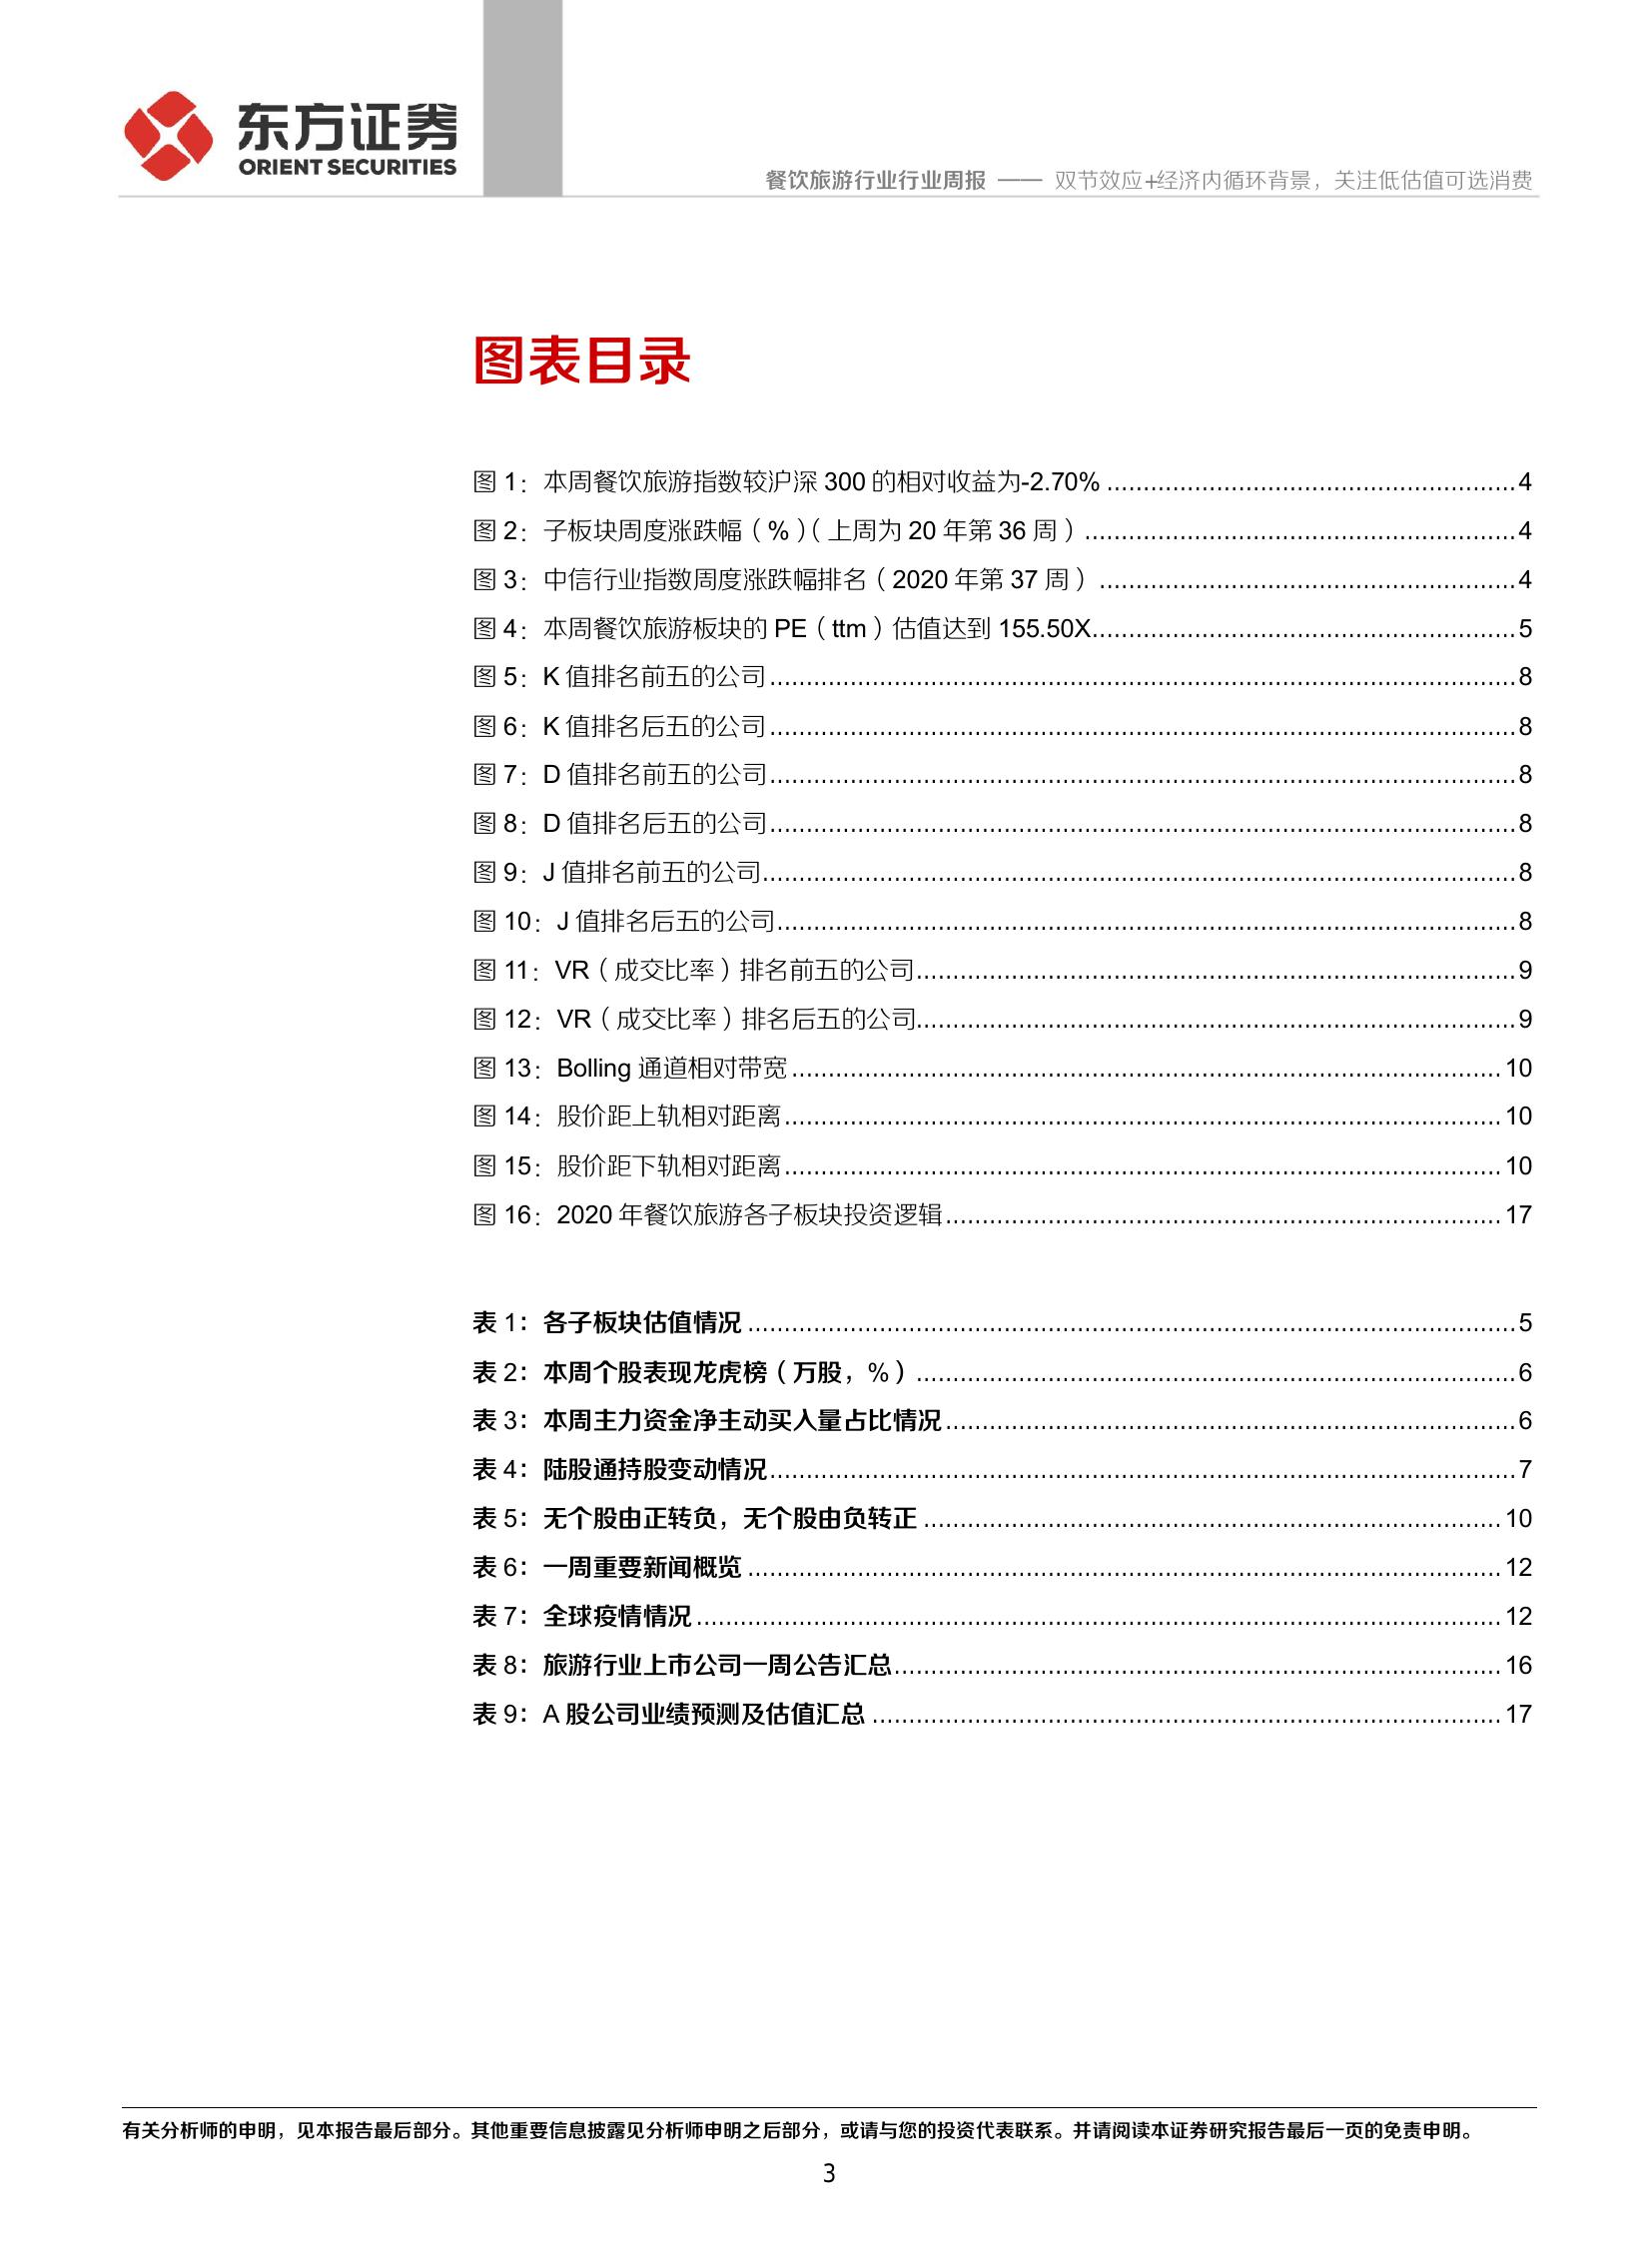 东方证券
ORIENT SECURITIES
餐饮旅游行业行业周报 —— 双节效应+经济内循环背景，关注低估值可选消费
图表目录
图 1：本周餐饮旅游指数较沪深 300 的相对收益为-2.70% ........................................................ 4
图 2：子板块周度涨跌幅（%）（上周为 20 年第 36 周） ........................................................... 4
图 3：中信行业指数周度涨跌幅排名（2020 年第 37 周） ......................................................... 4
图 4：本周餐饮旅游板块的 PE（ttm）估值达到 155.50X.......................................................... 5
图 5：K 值排名前五的公司 ...................................................................................................... 8
图 6：K 值排名后五的公司 ...................................................................................................... 8
图 7：D 值排名前五的公司 ...................................................................................................... 8
图 8：D 值排名后五的公司 ...................................................................................................... 8
图 9：J 值排名前五的公司....................................................................................................... 8
图 10：J 值排名后五的公司..................................................................................................... 8
图 11：VR（成交比率）排名前五的公司.................................................................................. 9
图 12：VR（成交比率）排名后五的公司.................................................................................. 9
图 13：Bolling 通道相对带宽 ................................................................................................. 10
图 14：股价距上轨相对距离 .................................................................................................. 10
图 15：股价距下轨相对距离 .................................................................................................. 10
图 16：2020 年餐饮旅游各子板块投资逻辑............................................................................ 17
表 1：各子板块估值情况 ......................................................................................................... 5
表 2：本周个股表现龙虎榜（万股，%） .................................................................................. 6
表 3：本周主力资金净主动买入量占比情况.............................................................................. 6
表 4：陆股通持股变动情况...................................................................................................... 7
表 5：无个股由正转负，无个股由负转正 ............................................................................... 10
表 6：一周重要新闻概览 ....................................................................................................... 12
表 7：全球疫情情况 .............................................................................................................. 12
表 8：旅游行业上市公司一周公告汇总................................................................................... 16
表 9：A 股公司业绩预测及估值汇总 ...................................................................................... 17
有关分析师的申明，见本报告最后部分。其他重要信息披露见分析师申明之后部分，或请与您的投资代表联系。并请阅读本证券研究报告最后一页的免责申明。
3